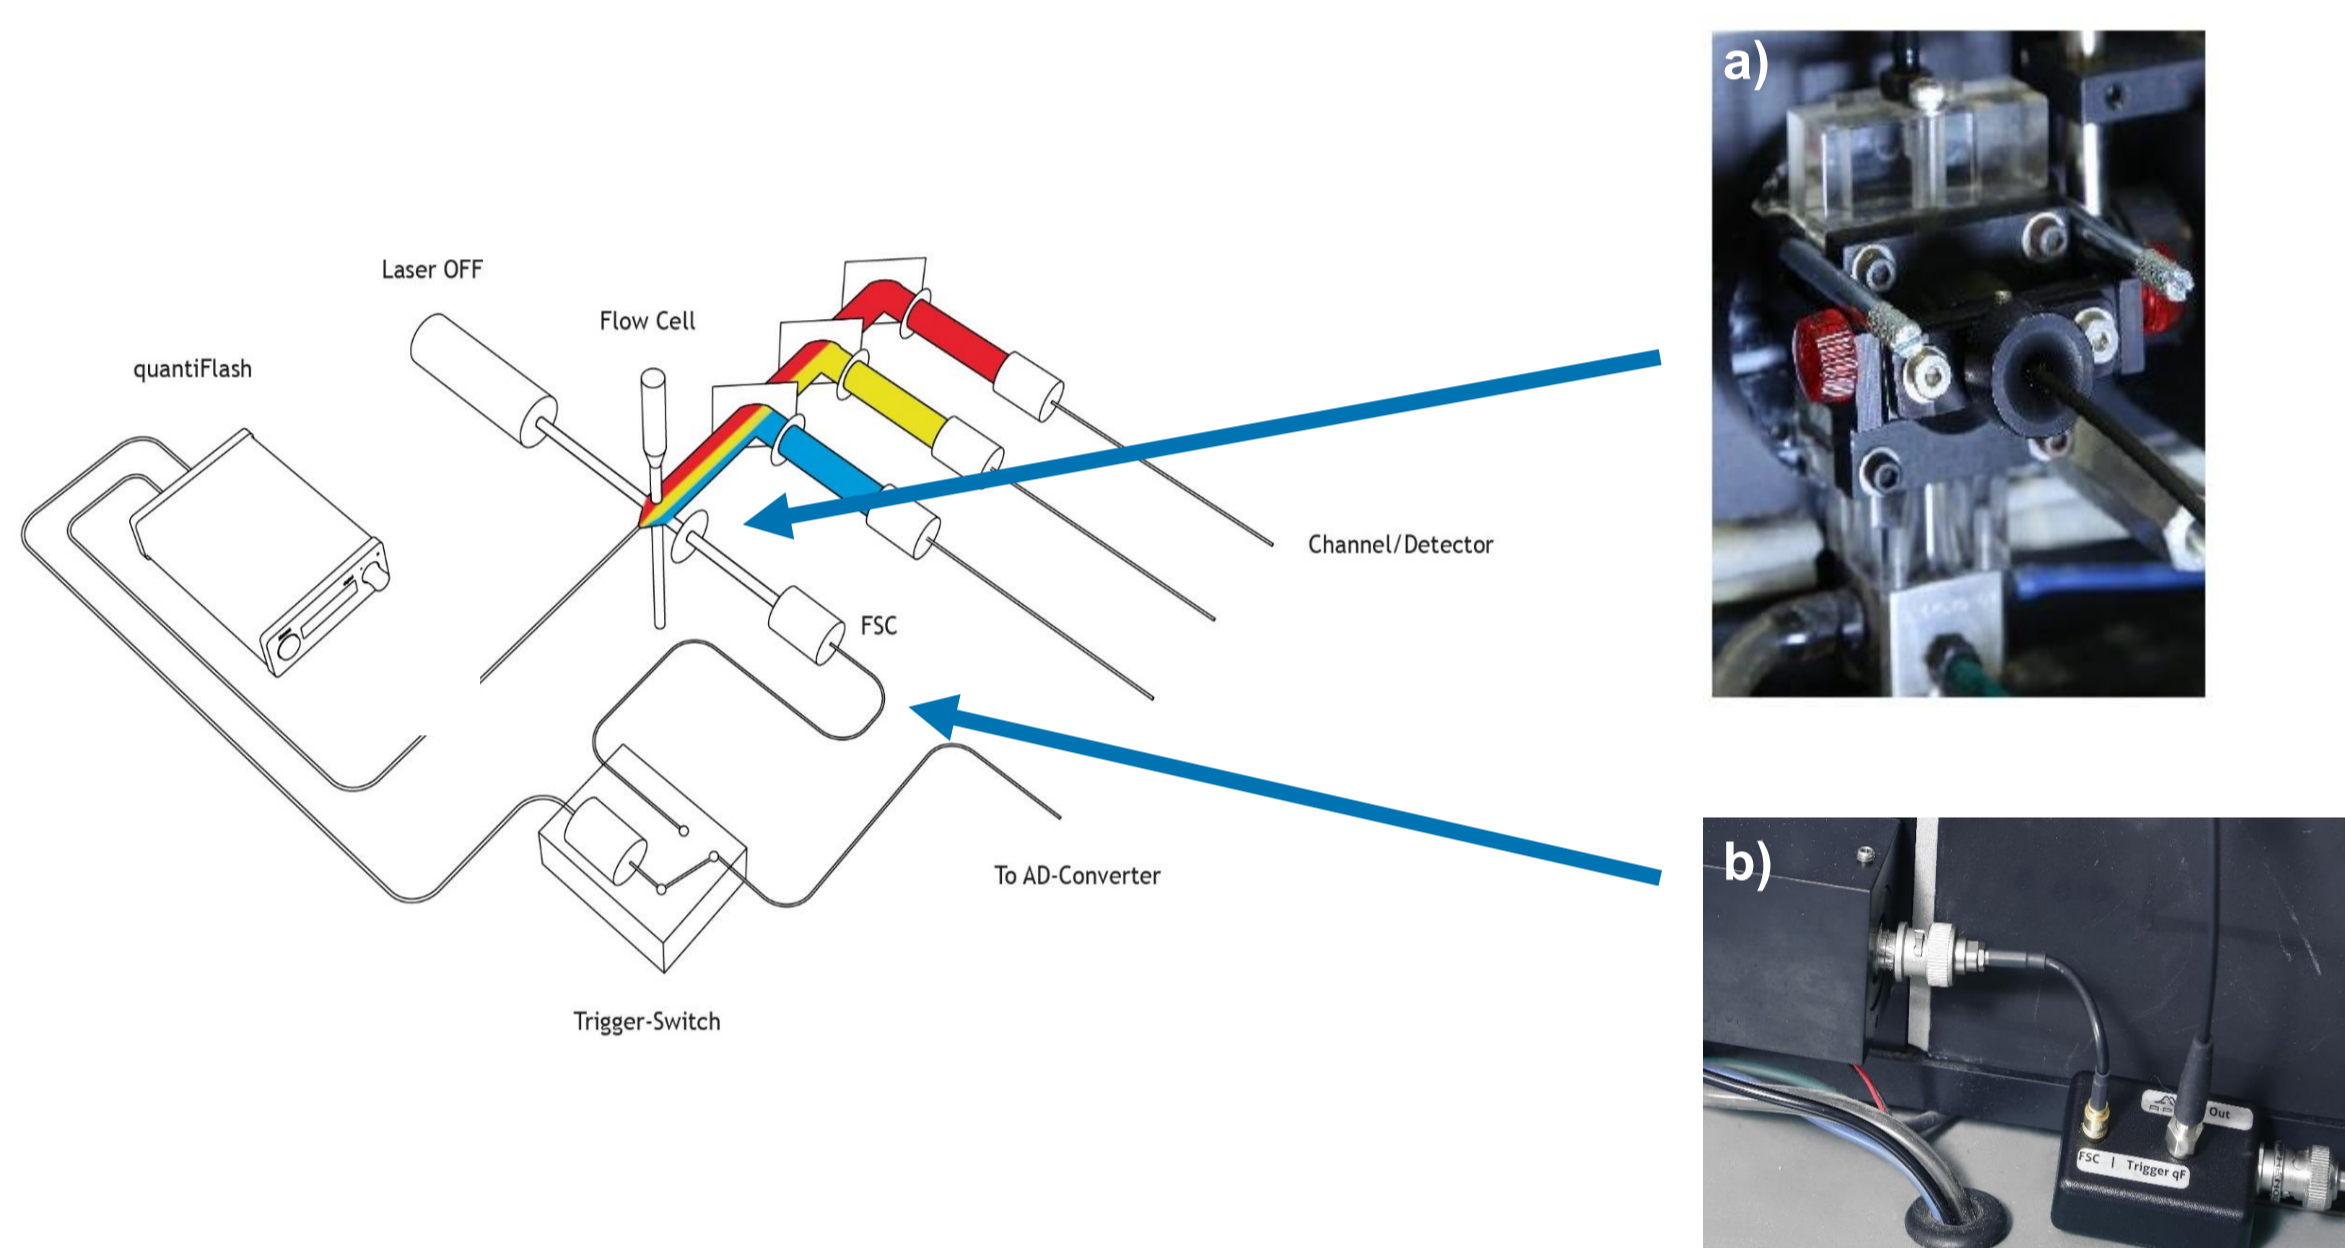 a)
Laser OFF
Flow Cell
quantiFlash
Channel/Detector
FSC
b)
To AD-Converter
Trigger-Switch
Out
FSC | Trigger qF